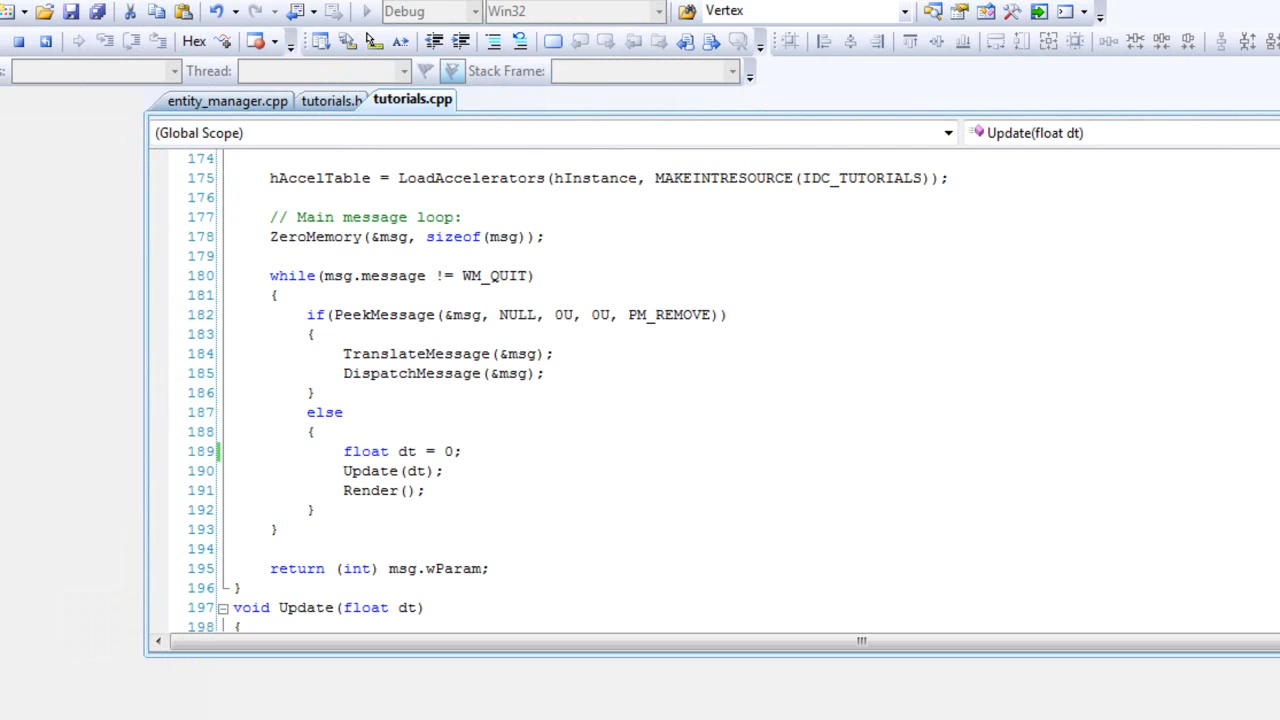 Debug Win32 Vertex
Hex
Thread: Stack Frame:
entity_manager.cpp tutorials.h tutorials.cpp
(Global Scope) Update(float dt)
174
175 hAccelTable = LoadAccelerators(hInstance, MAKEINTRESOURCE(IDC_TUTORIALS));
176
177 // Main message loop:
178 ZeroMemory(&msg, sizeof(msg));
179
180 while(msg.message != WM_QUIT)
181 {
182 if(PeekMessage(&msg, NULL, 0U, 0U, PM_REMOVE))
183 {
184 TranslateMessage(&msg);
185 DispatchMessage(&msg);
186 }
187 else
188 {
189 float dt = 0;
190 Update(dt);
191 Render();
192 }
193 }
194
195 return (int) msg.wParam;
196 }
197 void Update(float dt)
198 {